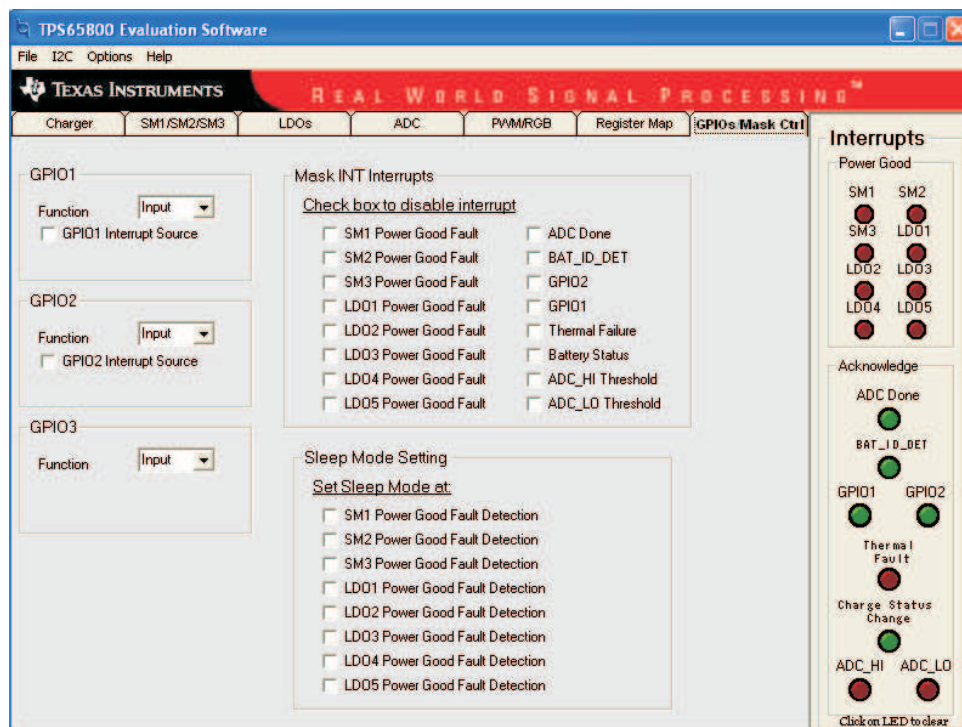 TPS65800 Evaluation Software
File I2C Options Help
TEXAS INSTRUMENTS
REAL WORLD SIGNAL PROCESSING™
Charger SM1/SM2/SM3 LDOs ADC PWM/RGB Register Map GPIOs/Mask Ctrl
GPIO1
Function Input
GPIO1 Interrupt Source
GPIO2
Function Input
GPIO2 Interrupt Source
GPIO3
Function Input
Mask INT Interrupts
Check box to disable interrupt
SM1 Power Good Fault
SM2 Power Good Fault
SM3 Power Good Fault
LDO1 Power Good Fault
LDO2 Power Good Fault
LDO3 Power Good Fault
LDO4 Power Good Fault
LDO5 Power Good Fault
ADC Done
BAT_ID_DET
GPIO2
GPIO1
Thermal Failure
Battery Status
ADC_HI Threshold
ADC_LO Threshold
Sleep Mode Setting
Set Sleep Mode at:
SM1 Power Good Fault Detection
SM2 Power Good Fault Detection
SM3 Power Good Fault Detection
LDO1 Power Good Fault Detection
LDO2 Power Good Fault Detection
LDO3 Power Good Fault Detection
LDO4 Power Good Fault Detection
LDO5 Power Good Fault Detection
Interrupts
Power Good
SM1 SM2
SM3 LDO1
LDO2 LDO3
LDO4 LDO5
Acknowledge
ADC Done
BAT_ID_DET
GPIO1 GPIO2
Thermal
Fault
Charge Status
Change
ADC_HI ADC_LO
Click on LED to clear